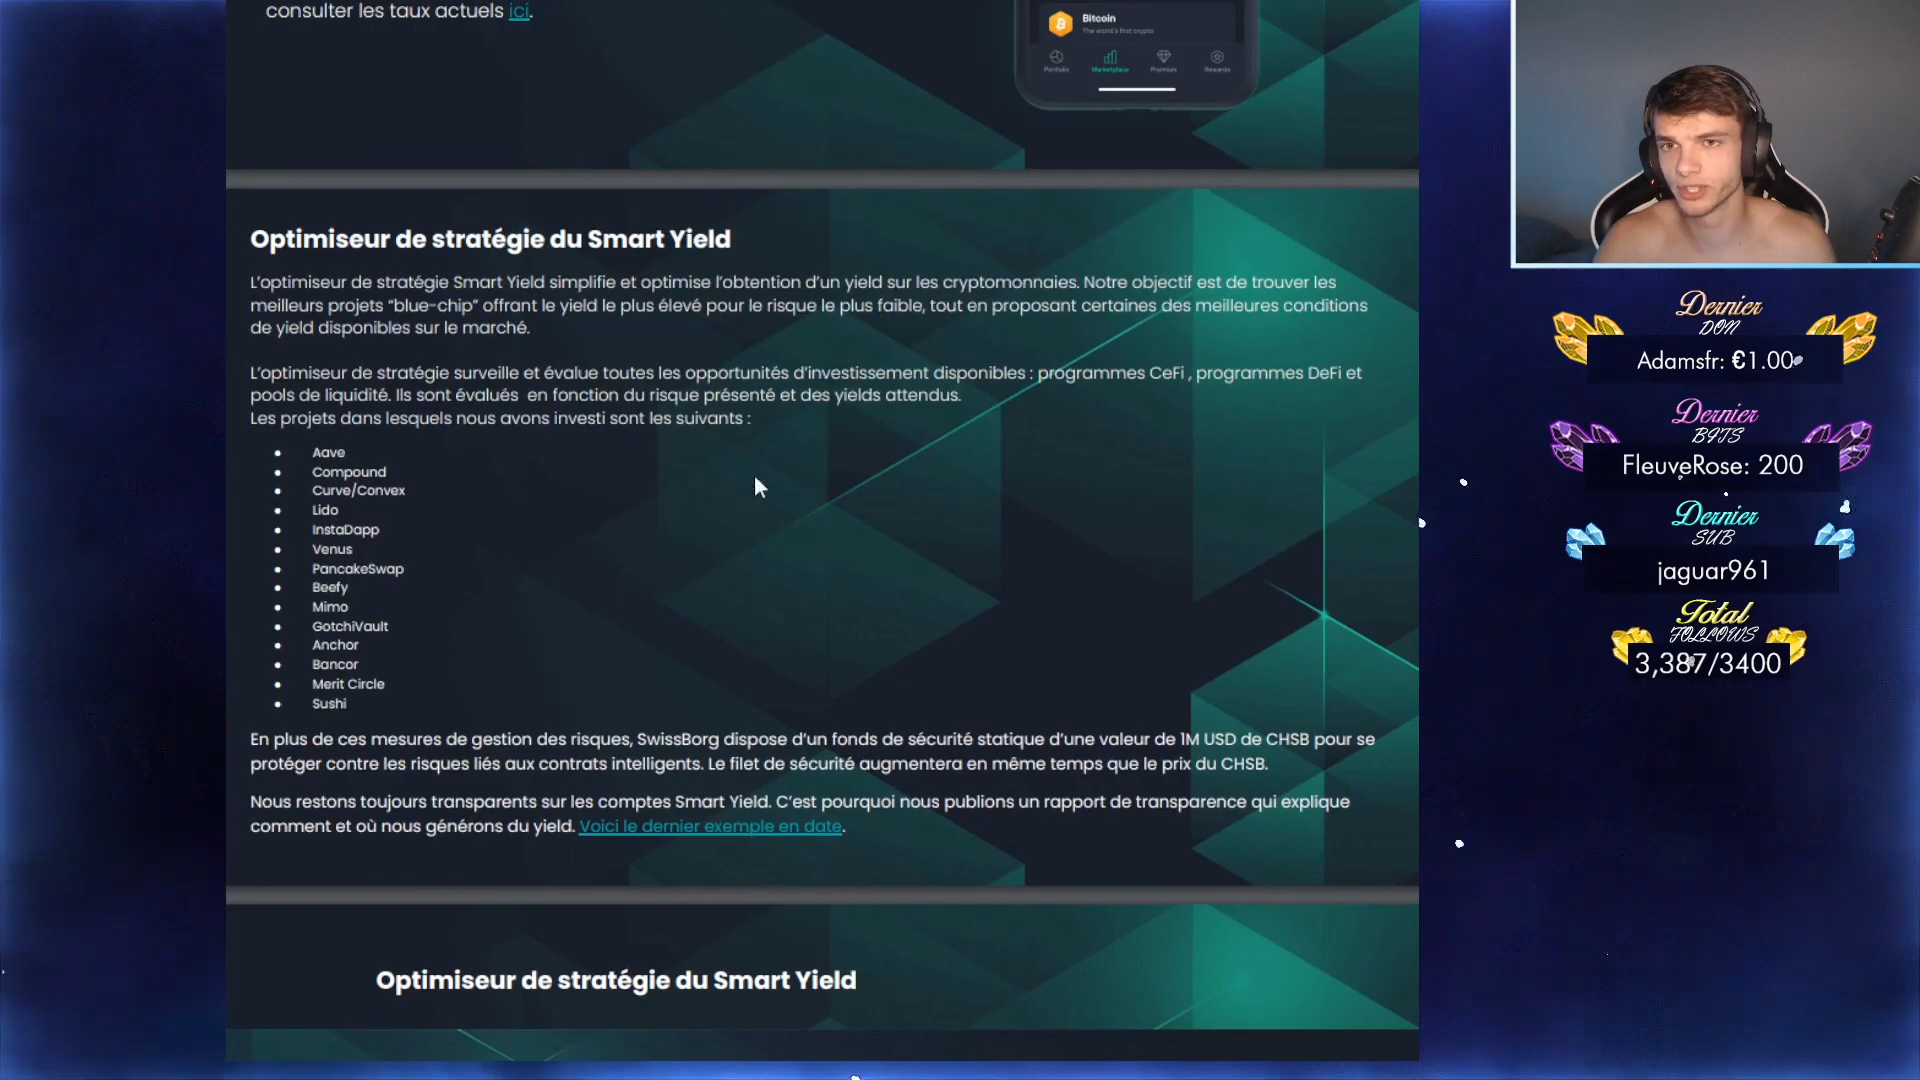 consulter les taux actuels ici.
Bitcoin
The world's first crypto
Portfolio Marketplace Premium Rewards
Optimiseur de stratégie du Smart Yield
L'optimiseur de stratégie Smart Yield simplifie et optimise l'obtention d'un yield sur les cryptomonnaies. Notre objectif est de trouver les
meilleurs projets "blue-chip" offrant le yield le plus élevé pour le risque le plus faible, tout en proposant certaines des meilleures conditions
de yield disponibles sur le marché.
L'optimiseur de stratégie surveille et évalue toutes les opportunités d'investissement disponibles : programmes CeFi , programmes DeFi et
pools de liquidité. Ils sont évalués en fonction du risque présenté et des yields attendus.
Les projets dans lesquels nous avons investi sont les suivants :
• Aave
• Compound
• Curve/Convex
• Lido
• InstaDapp
• Venus
• PancakeSwap
• Beefy
• Mimo
• GotchiVault
• Anchor
• Bancor
• Merit Circle
• Sushi
En plus de ces mesures de gestion des risques, SwissBorg dispose d'un fonds de sécurité statique d'une valeur de 1M USD de CHSB pour se
protéger contre les risques liés aux contrats intelligents. Le filet de sécurité augmentera en même temps que le prix du CHSB.
Nous restons toujours transparents sur les comptes Smart Yield. C'est pourquoi nous publions un rapport de transparence qui explique
comment et où nous générons du yield. Voici le dernier exemple en date.
Optimiseur de stratégie du Smart Yield
Dernier
DON
Adamsfr: €1.00
Dernier
BITS
FleuveRose: 200
Dernier
SUB
jaguar961
Total
FOLLOWS
3,387/3400